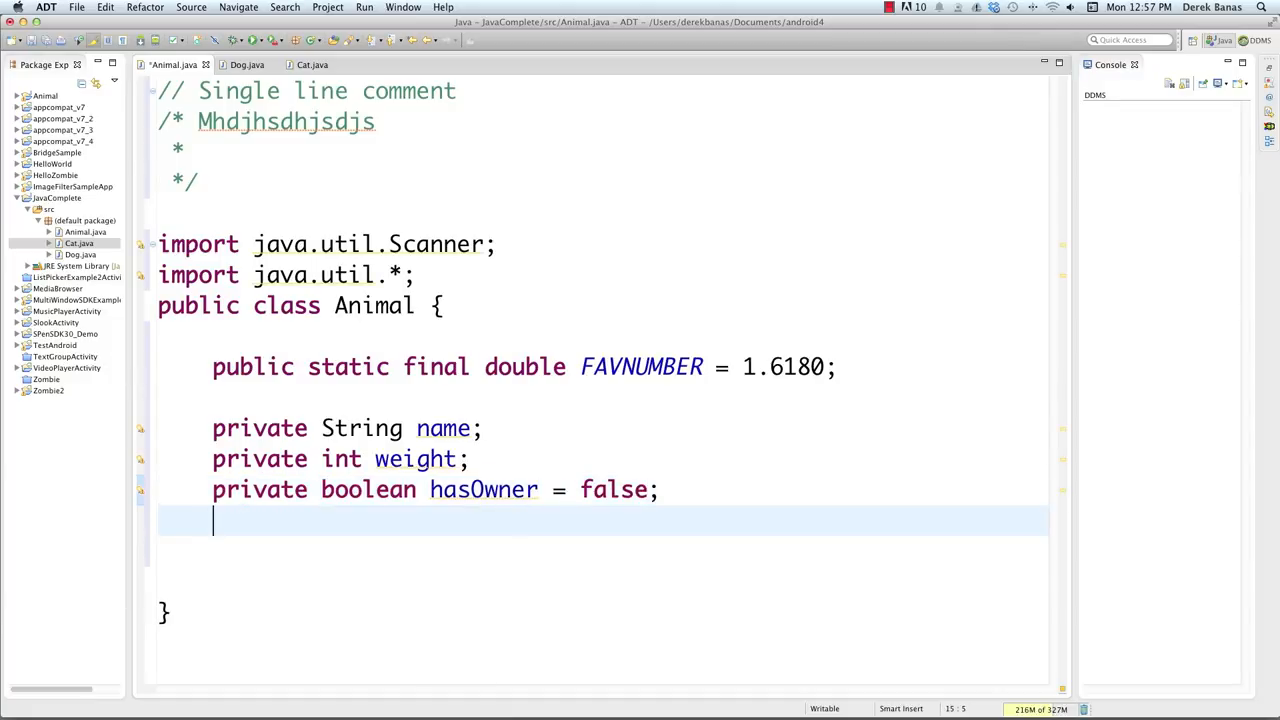 ADT File Edit Refactor Source Navigate Search Project Run Window Help
10
Mon 12:57 PM Derek Banas
Java – JavaComplete/src/Animal.java – ADT – /Users/derekbanas/Documents/android4
Quick Access
Java
DDMS
Package Exp
*Animal.java
Dog.java
Cat.java
Console
DDMS
Animal
appcompat_v7
appcompat_v7_2
appcompat_v7_3
appcompat_v7_4
BridgeSample
HelloWorld
HelloZombie
ImageFilterSampleApp
JavaComplete
src
(default package)
Animal.java
Cat.java
Dog.java
JRE System Library [Ja
ListPickerExample2Activi
MediaBrowser
MultiWindowSDKExample
MusicPlayerActivity
SlookActivity
SPenSDK30_Demo
TestAndroid
TextGroupActivity
VideoPlayerActivity
Zombie
Zombie2
// Single line comment
/* Mhdjhsdhjsdjs
*
*/
import java.util.Scanner;
import java.util.*;
public class Animal {
public static final double FAVNUMBER = 1.6180;
private String name;
private int weight;
private boolean hasOwner = false;
}
Writable
Smart Insert
15 : 5
216M of 327M